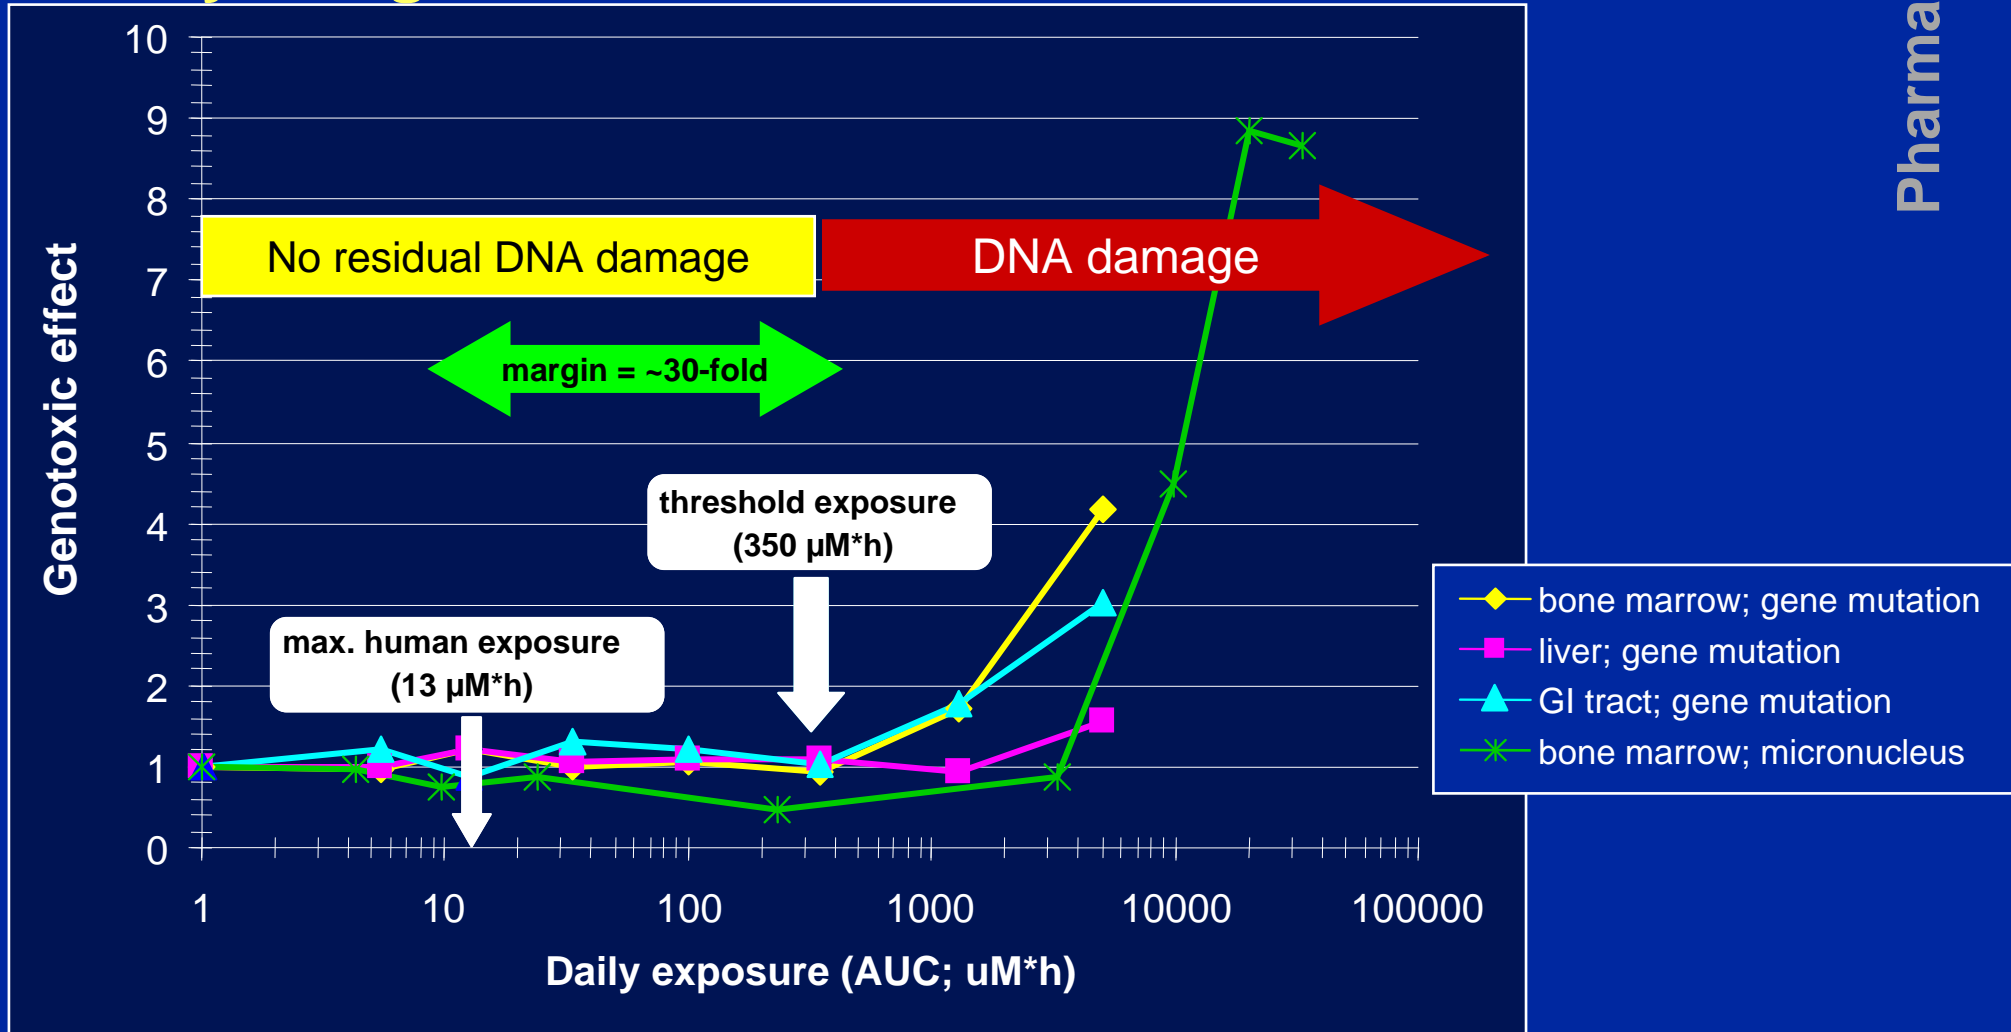 10
9
8
7
6
5
4
3
2
1
0
Genotoxic effect
No residual DNA damage
DNA damage
margin = ~30-fold
threshold exposure
(350 µM*h)
max. human exposure
(13 µM*h)
1
10
100
1000
10000
100000
Daily exposure (AUC; uM*h)
bone marrow; gene mutation
liver; gene mutation
GI tract; gene mutation
bone marrow; micronucleus
Pharma